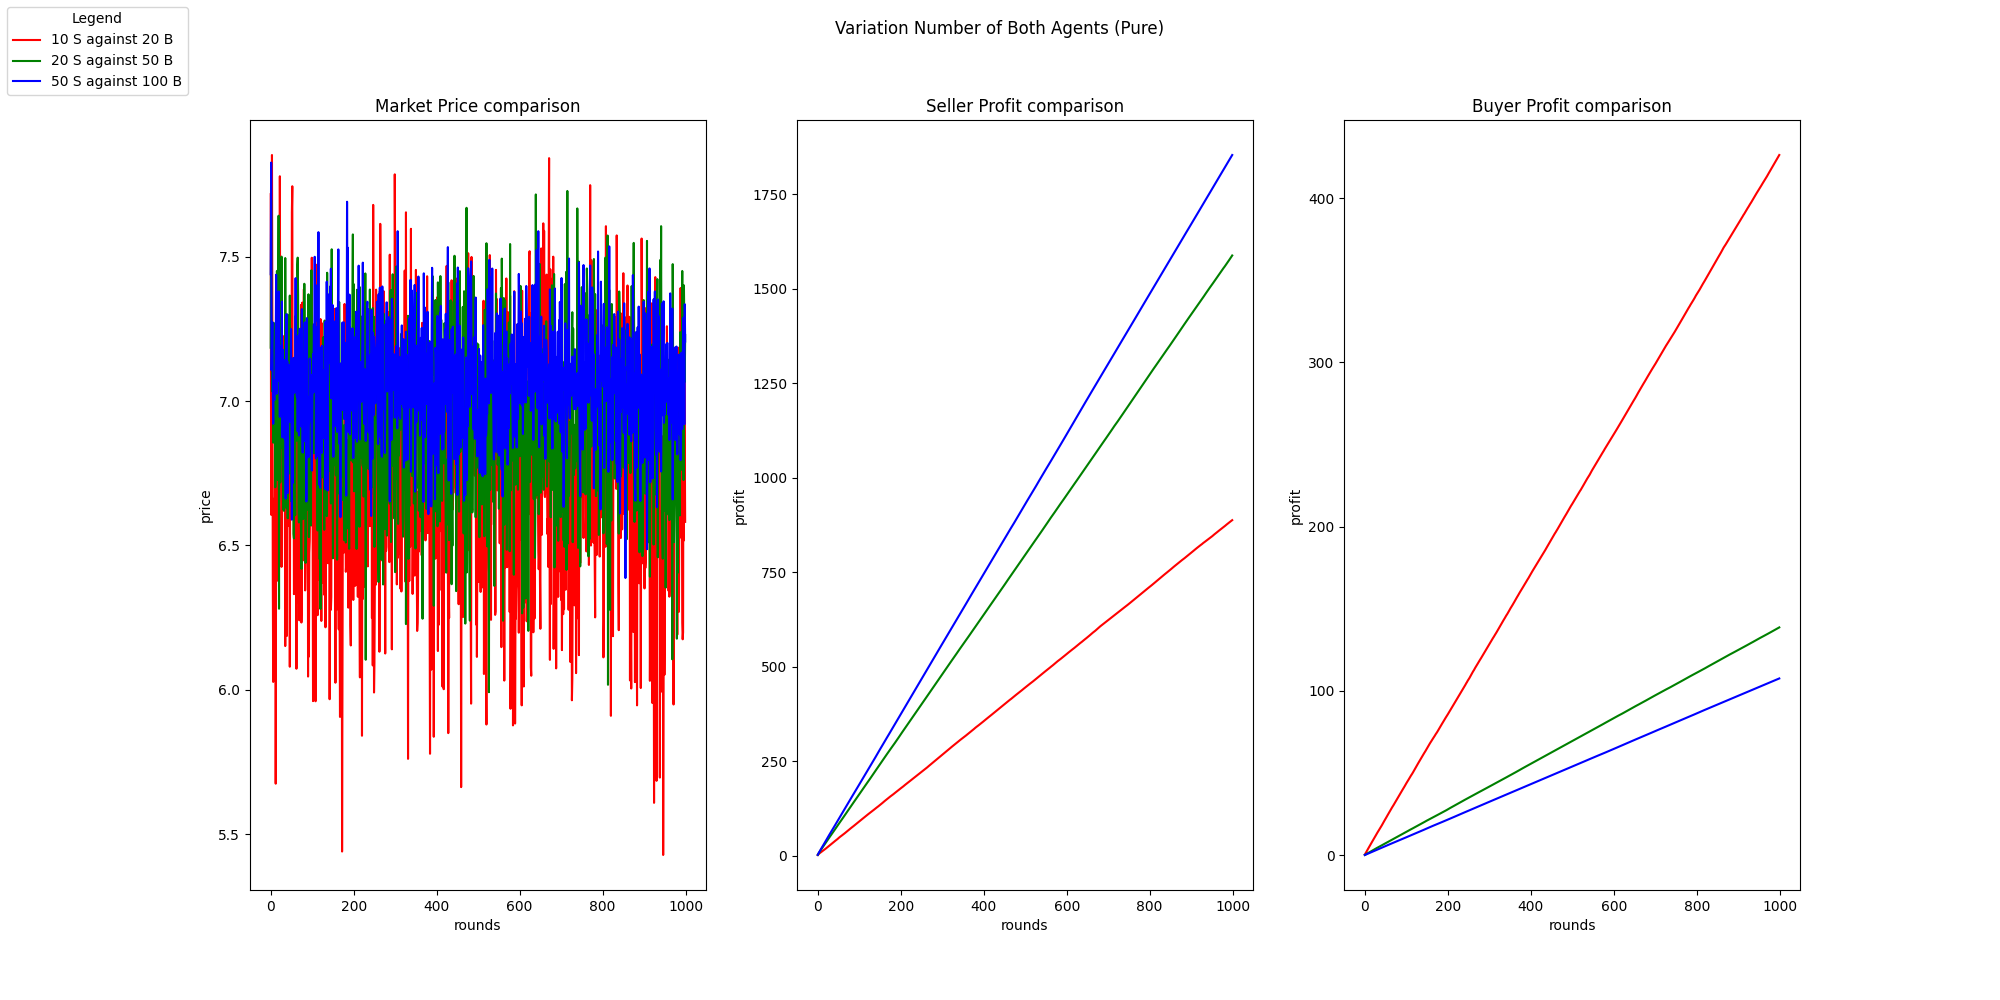 Legend
10 S against 20 B
20 S against 50 B
50 S against 100 B
Variation Number of Both Agents (Pure)
Market Price comparison
price
7.5
7.0
6.5
6.0
5.5
0 200 400 600 800 1000
rounds
Seller Profit comparison
profit
1750
1500
1250
1000
750
500
250
0
0 200 400 600 800 1000
rounds
Buyer Profit comparison
profit
400
300
200
100
0
0 200 400 600 800 1000
rounds